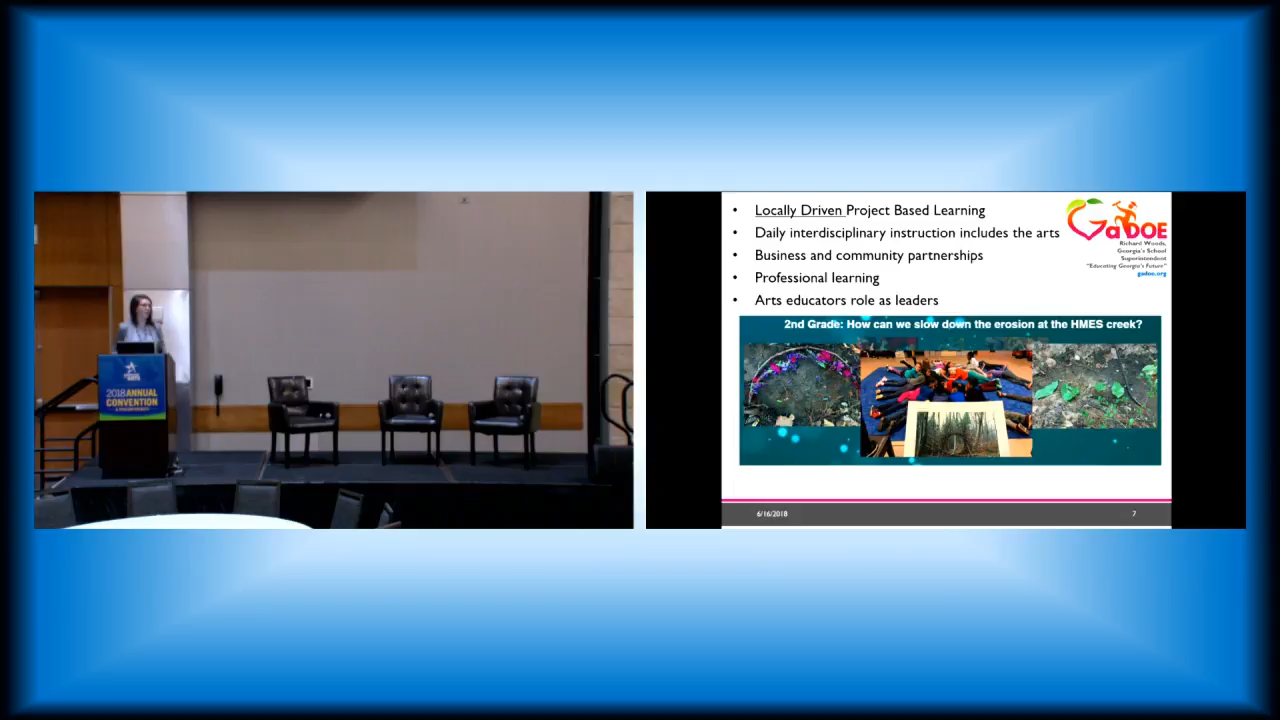 2018 ANNUAL
CONVENTION
• Locally Driven Project Based Learning
• Daily interdisciplinary instruction includes the arts
• Business and community partnerships
• Professional learning
• Arts educators role as leaders
GaDOE
Richard Woods,
Georgia's School
Superintendent
"Educating Georgia's Future"
gadoe.org
2nd Grade: How can we slow down the erosion at the HMES creek?
6/16/2018
7